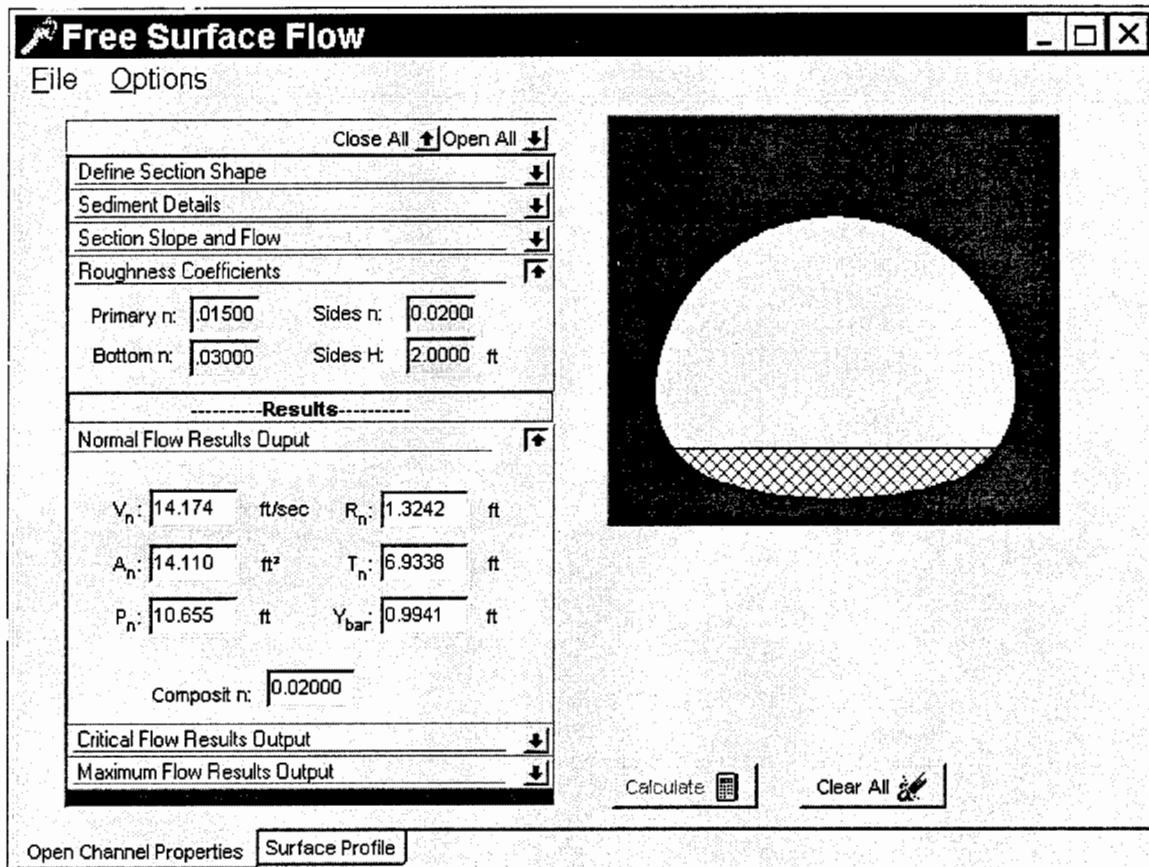 Free Surface Flow
File Options
Close All Open All
Define Section Shape
Sediment Details
Section Slope and Flow
Roughness Coefficients
Primary n: .01500 Sides n: 0.0200
Bottom n: .03000 Sides H: 2.0000 ft
----------Results----------
Normal Flow Results Ouput
Vn: 14.174 ft/sec Rn: 1.3242 ft
An: 14.110 ft² Tn: 6.9338 ft
Pn: 10.655 ft Ybar: 0.9941 ft
Composit n: 0.02000
Critical Flow Results Output
Maximum Flow Results Output
Calculate Clear All
Open Channel Properties Surface Profile